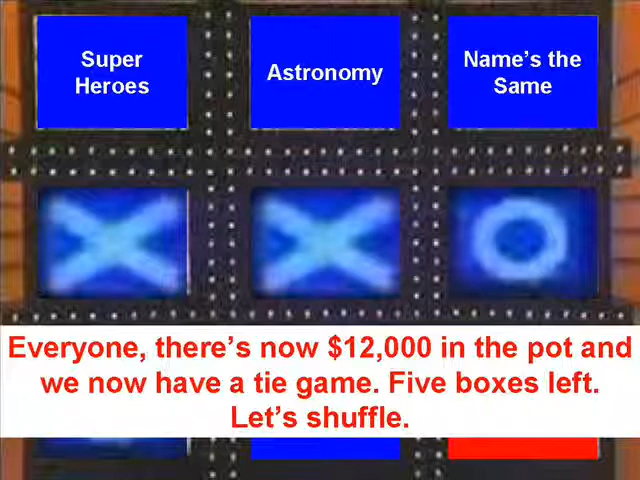 Super
Heroes
Astronomy
Name's the
Same
X
X
O
Everyone, there's now $12,000 in the pot and
we now have a tie game. Five boxes left.
Let's shuffle.